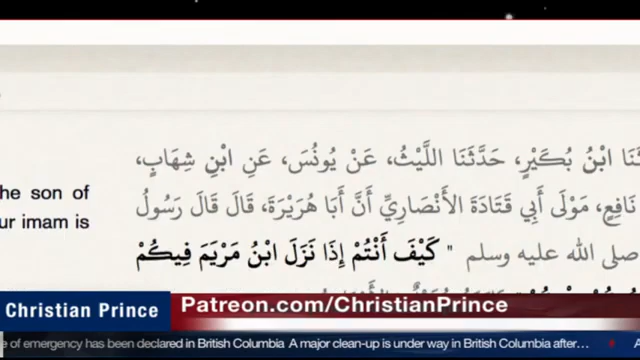 ثَنَا ابْنُ بُكَيْرٍ، حَدَّثَنَا اللَّيْثُ، عَنْ يُونُسَ، عَنِ ابْنِ شِهَابٍ،
he son of
نَافِعٍ، مَوْلَى أَبِي قَتَادَةَ الأَنْصَارِيِّ أَنَّ أَبَا هُرَيْرَةَ، قَالَ قَالَ رَسُولُ
ur imam is
صلى الله عليه وسلم " كَيْفَ أَنْتُمْ إِذَا نَزَلَ ابْنُ مَرْيَمَ فِيكُمْ
Christian Prince
Patreon.com/ChristianPrince
e of emergency has been declared in British Columbia A major clean-up is under way in British Columbia after...